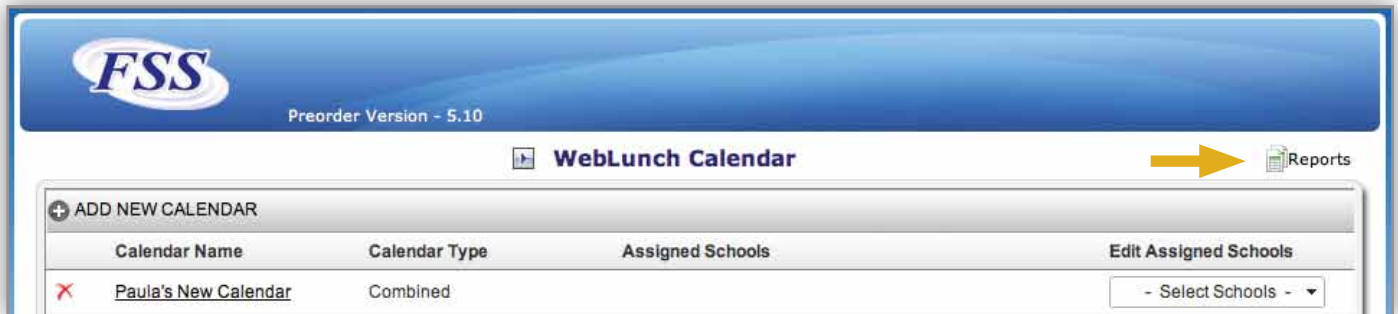 FSS
Preorder Version - 5.10
WebLunch Calendar
Reports
ADD NEW CALENDAR
Calendar Name Calendar Type Assigned Schools Edit Assigned Schools
Paula's New Calendar Combined - Select Schools -